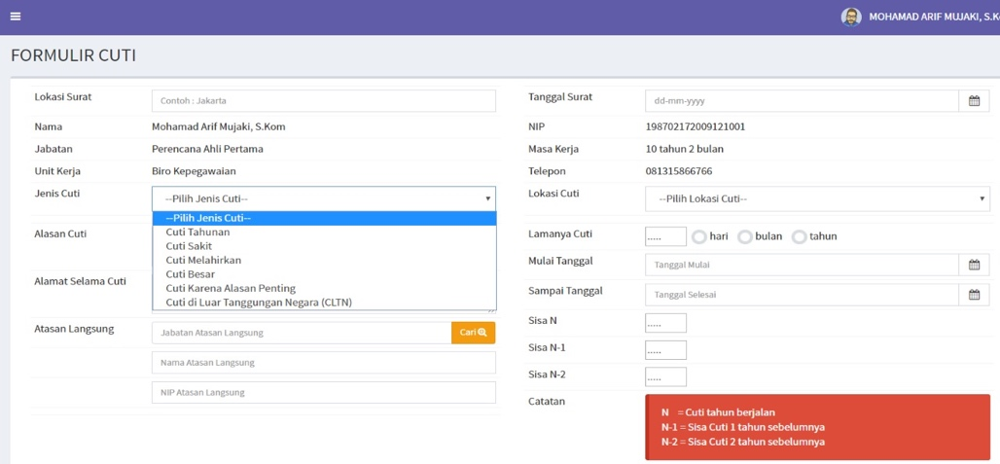 MOHAMAD ARIF MUJAKI, S.K
FORMULIR CUTI
Lokasi Surat
Contoh : Jakarta
Nama
Mohamad Arif Mujaki, S.Kom
Jabatan
Perencana Ahli Pertama
Unit Kerja
Biro Kepegawaian
Jenis Cuti
--Pilih Jenis Cuti--
--Pilih Jenis Cuti--
Cuti Tahunan
Cuti Sakit
Cuti Melahirkan
Cuti Besar
Cuti Karena Alasan Penting
Cuti di Luar Tanggungan Negara (CLTN)
Alasan Cuti
Alamat Selama Cuti
Atasan Langsung
Jabatan Atasan Langsung
Cari
Nama Atasan Langsung
NIP Atasan Langsung
Tanggal Surat
dd-mm-yyyy
NIP
198702172009121001
Masa Kerja
10 tahun 2 bulan
Telepon
081315866766
Lokasi Cuti
--Pilih Lokasi Cuti--
Lamanya Cuti
..... hari bulan tahun
Mulai Tanggal
Tanggal Mulai
Sampai Tanggal
Tanggal Selesai
Sisa N
.....
Sisa N-1
.....
Sisa N-2
.....
Catatan
N = Cuti tahun berjalan
N-1 = Sisa Cuti 1 tahun sebelumnya
N-2 = Sisa Cuti 2 tahun sebelumnya